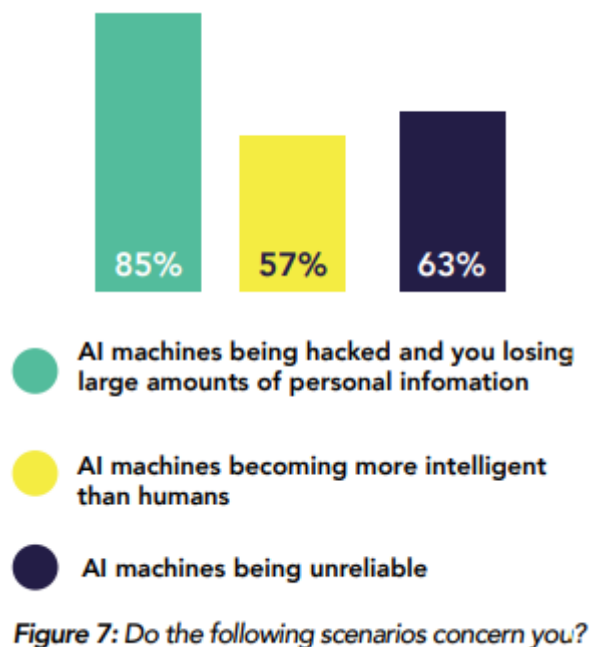 85% 57% 63%
AI machines being hacked and you losing
large amounts of personal infomation
AI machines becoming more intelligent
than humans
AI machines being unreliable
Figure 7: Do the following scenarios concern you?